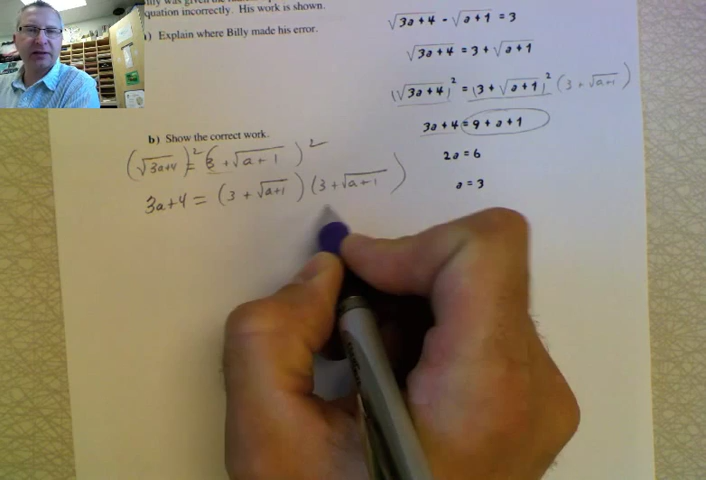 quation incorrectly. His work is shown.
) Explain where Billy made his error.
√3a+4 - √a+1 = 3
√3a+4 = 3 + √a+1
(√3a+4)² = (3 + √a+1)² (3 + √a+1)
3a+4 = 9 + a + 1
2a = 6
a = 3
b) Show the correct work.
(√3a+4)² = (3 + √a+1)²
3a+4 = (3 + √a+1)(3 + √a+1)